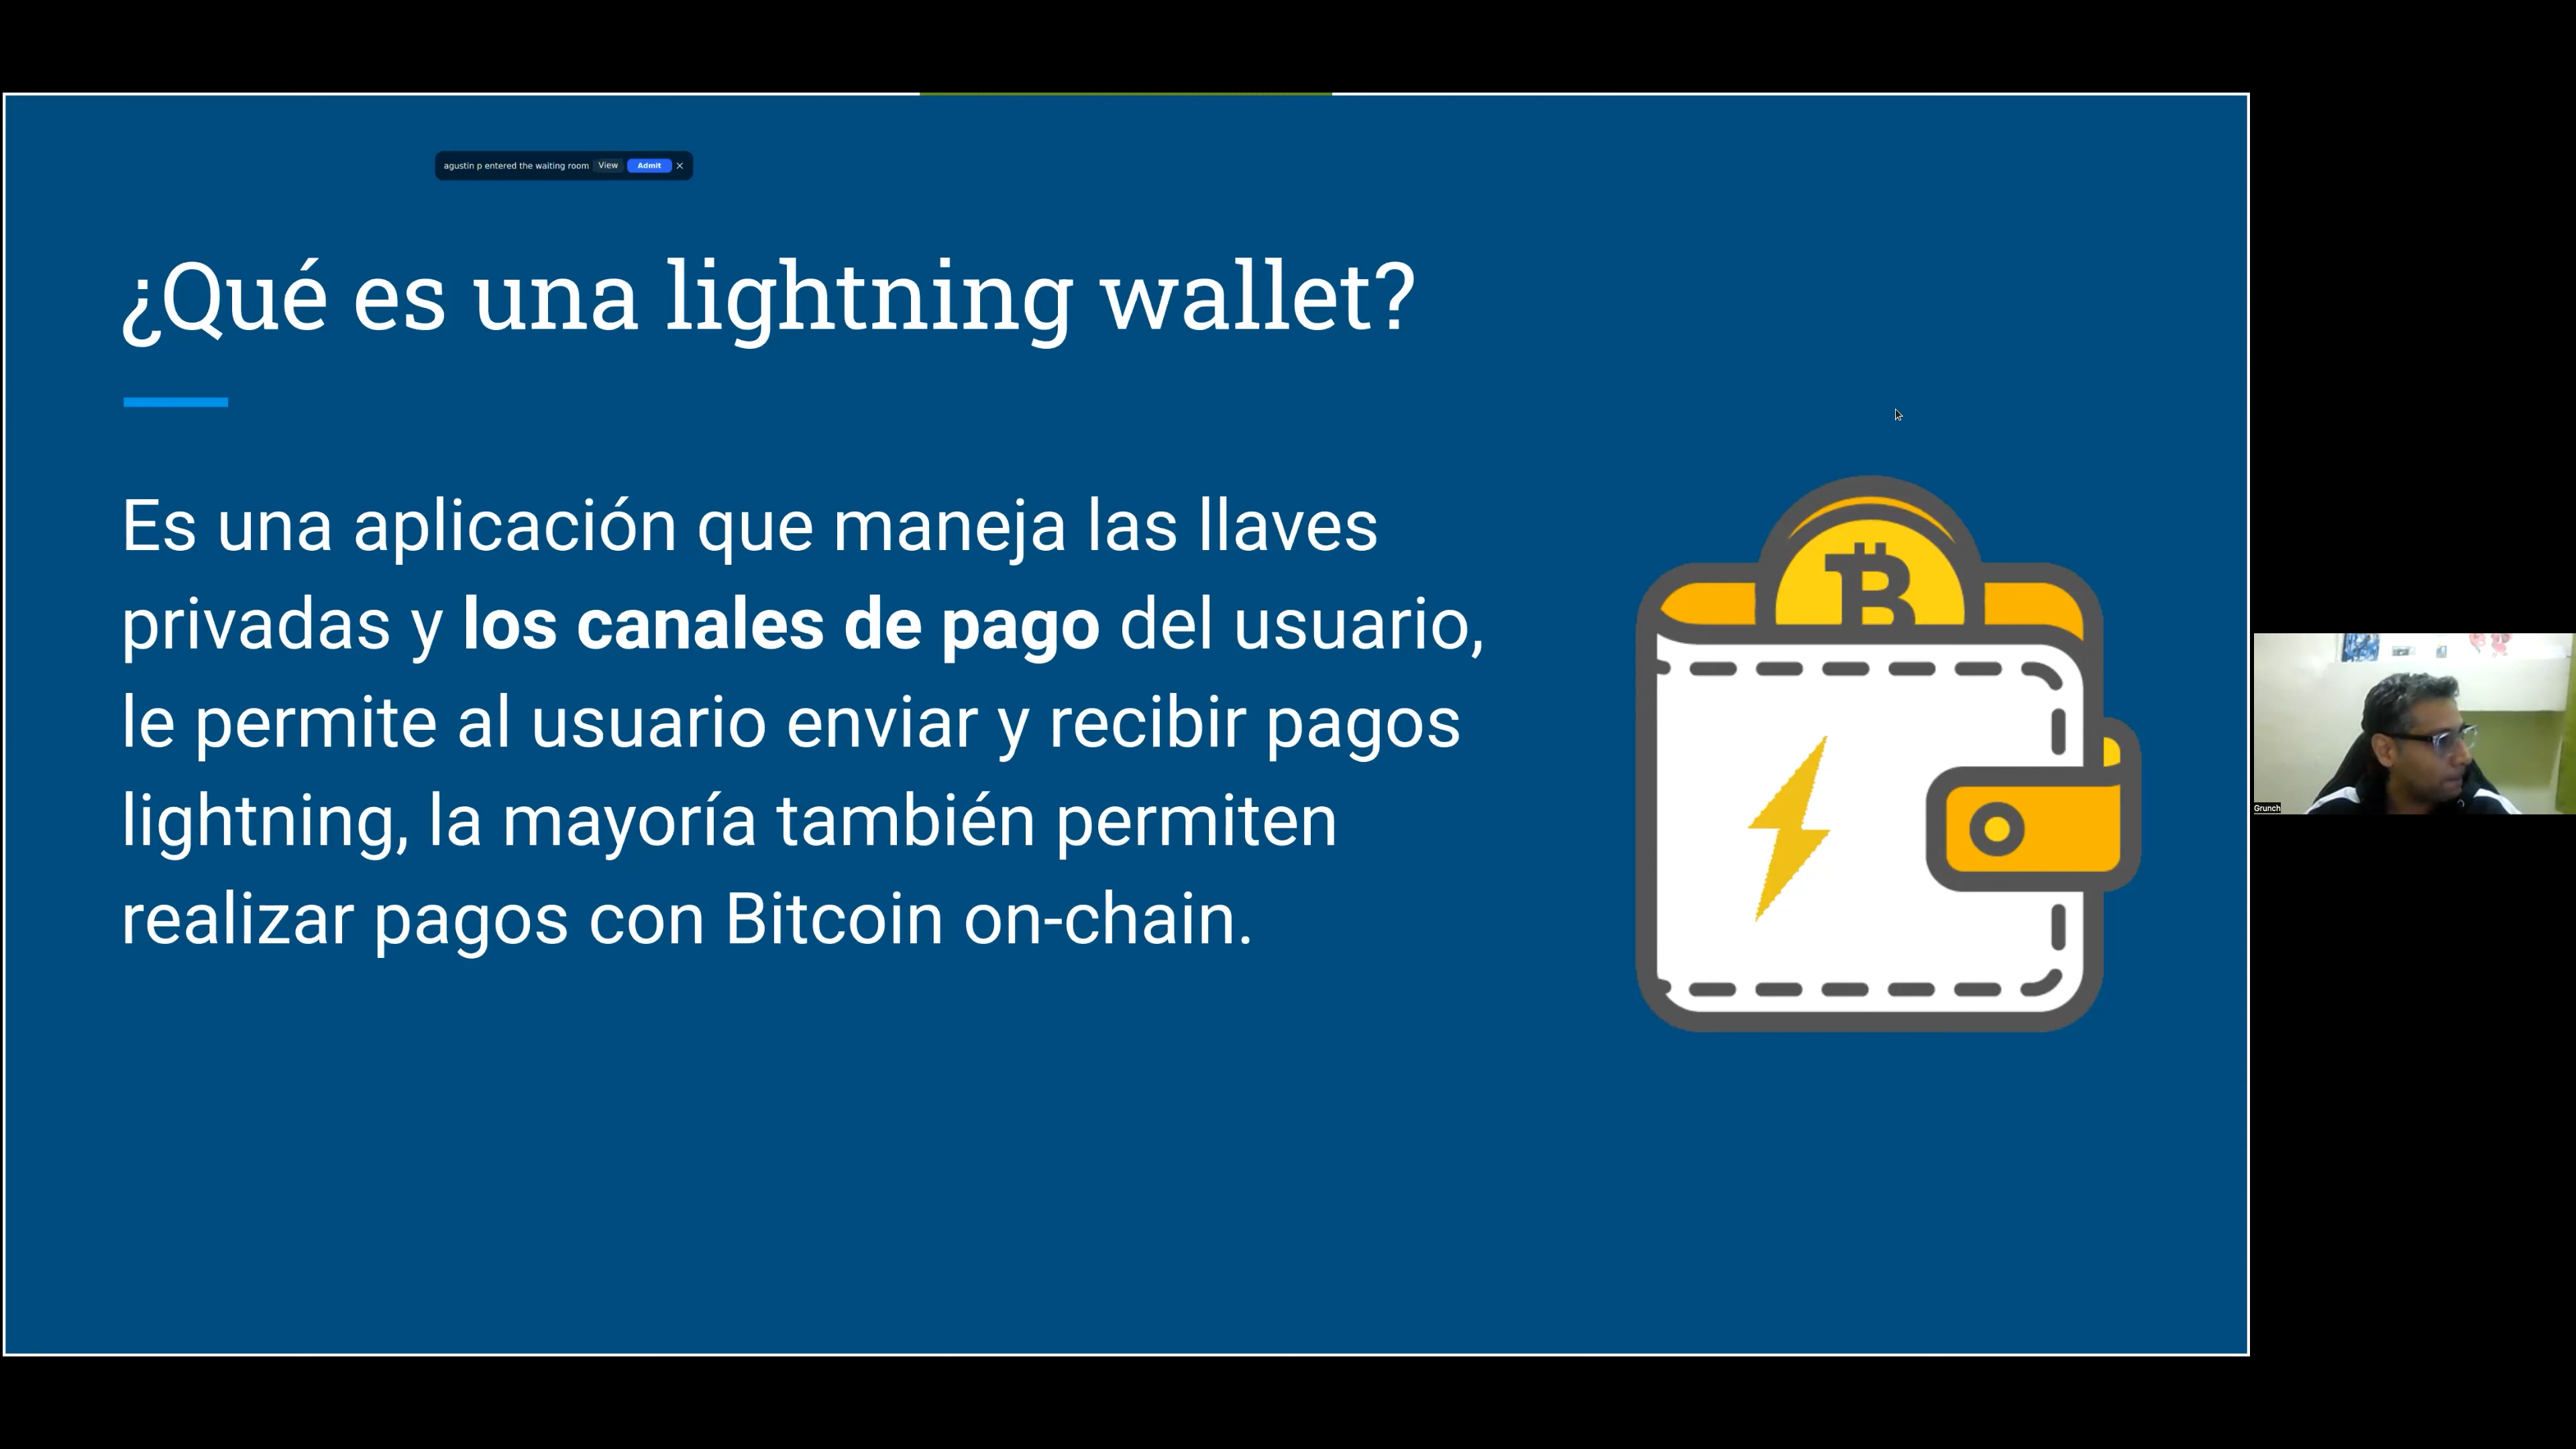 agustin p entered the waiting room View Admit
¿Qué es una lightning wallet?
Es una aplicación que maneja las llaves
privadas y los canales de pago del usuario,
le permite al usuario enviar y recibir pagos
lightning, la mayoría también permiten
realizar pagos con Bitcoin on-chain.
Grunch